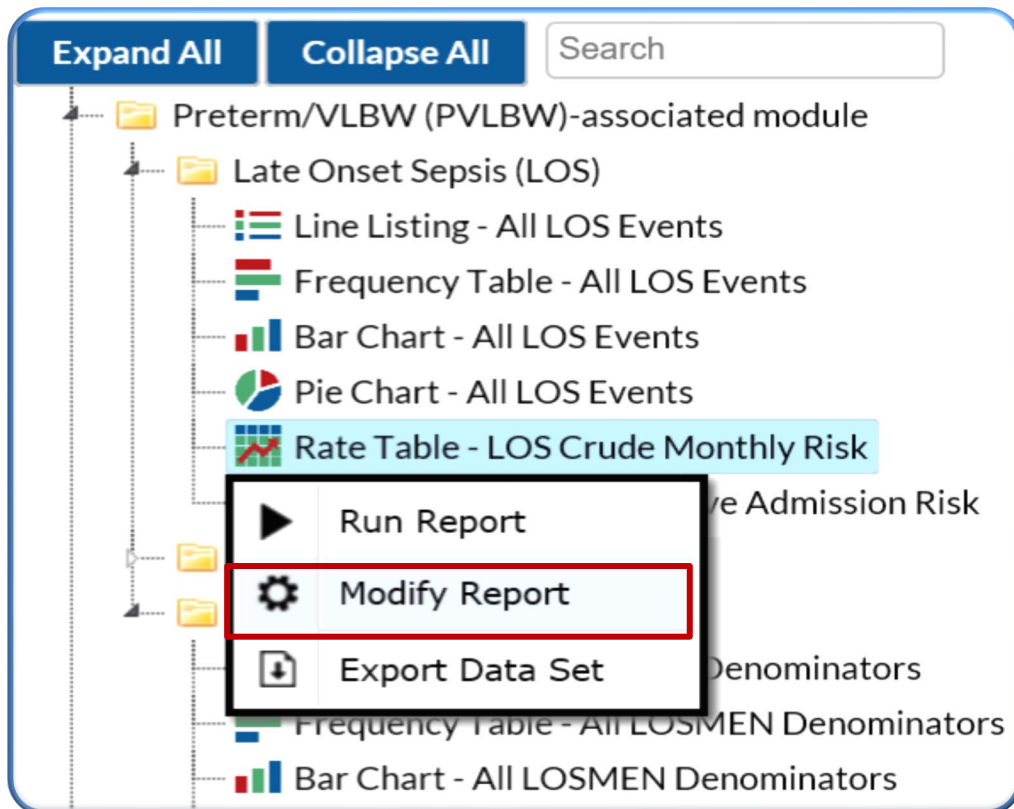 Expand All Collapse All Search
Preterm/VLBW (PVLBW)-associated module
Late Onset Sepsis (LOS)
Line Listing - All LOS Events
Frequency Table - All LOS Events
Bar Chart - All LOS Events
Pie Chart - All LOS Events
Rate Table - LOS Crude Monthly Risk
Admission Risk
Run Report
Modify Report
Export Data Set
Denominators
Frequency Table - All LOSMEN Denominators
Bar Chart - All LOSMEN Denominators